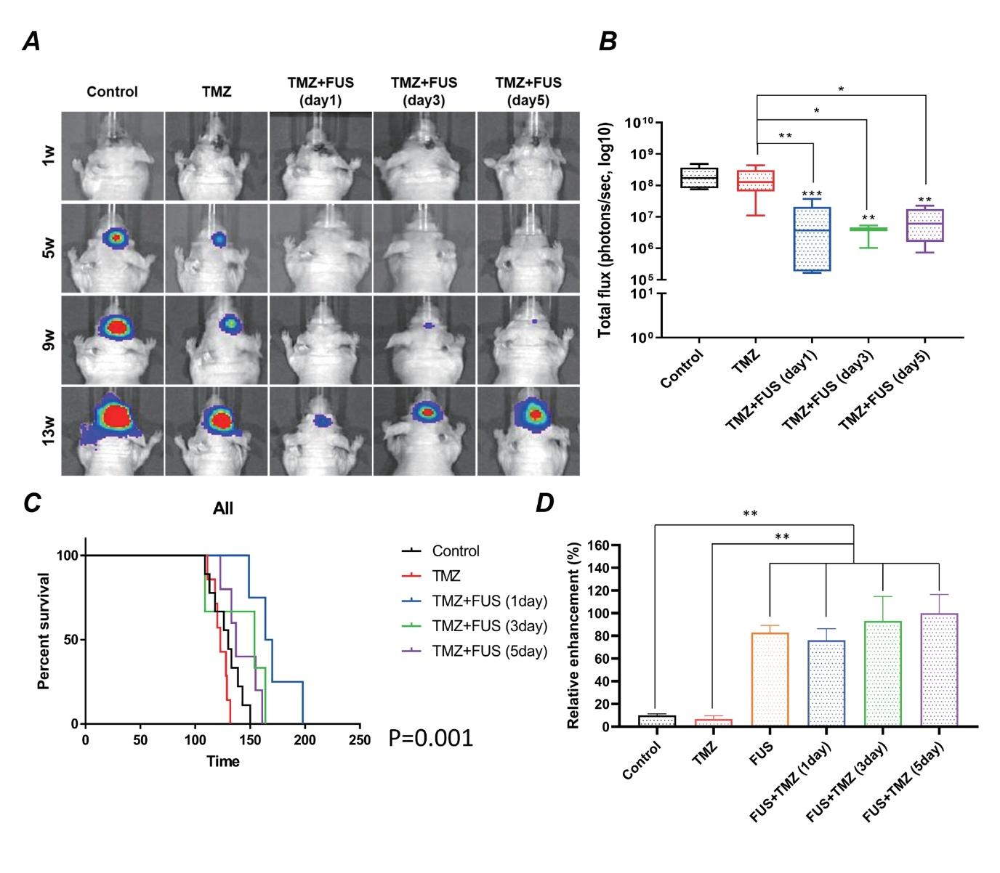 A
Control
TMZ
TMZ+FUS
(day1)
TMZ+FUS
(day3)
TMZ+FUS
(day5)
1w
5w
9w
13w
B
Total flux (photons/sec, log10)
10¹⁰
10⁹
10⁸
10⁷
10⁶
10⁵
10¹
10⁰
*
*
**
***
**
**
Control
TMZ
TMZ+FUS (day1)
TMZ+FUS (day3)
TMZ+FUS (day5)
C
All
Percent survival
100
50
0
0
50
100
150
200
250
Time
Control
TMZ
TMZ+FUS (1day)
TMZ+FUS (3day)
TMZ+FUS (5day)
P=0.001
D
Relative enhancement (%)
160
140
120
100
80
60
40
20
0
**
**
Control
TMZ
FUS
FUS+TMZ (1day)
FUS+TMZ (3day)
FUS+TMZ (5day)